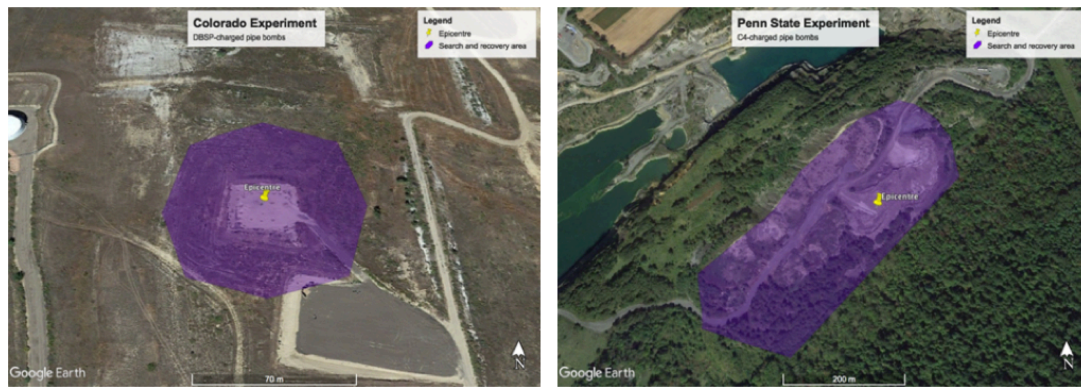 Colorado Experiment
DBSP-charged pipe bombs
Legend
Epicentre
Search and recovery area
Epicentre
Google Earth
70 m
N
Penn State Experiment
C4-charged pipe bombs
Legend
Epicentre
Search and recovery area
Epicentre
Google Earth
200 m
N